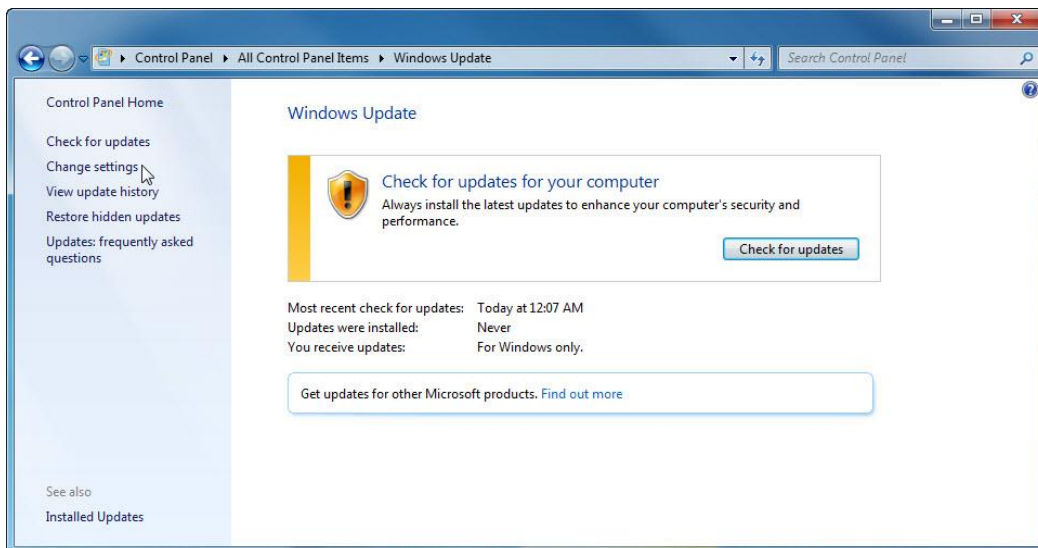 Control Panel ▸ All Control Panel Items ▸ Windows Update
Search Control Panel
Control Panel Home
Check for updates
Change settings
View update history
Restore hidden updates
Updates: frequently asked
questions
See also
Installed Updates
Windows Update
Check for updates for your computer
Always install the latest updates to enhance your computer's security and
performance.
Check for updates
Most recent check for updates: Today at 12:07 AM
Updates were installed: Never
You receive updates: For Windows only.
Get updates for other Microsoft products. Find out more